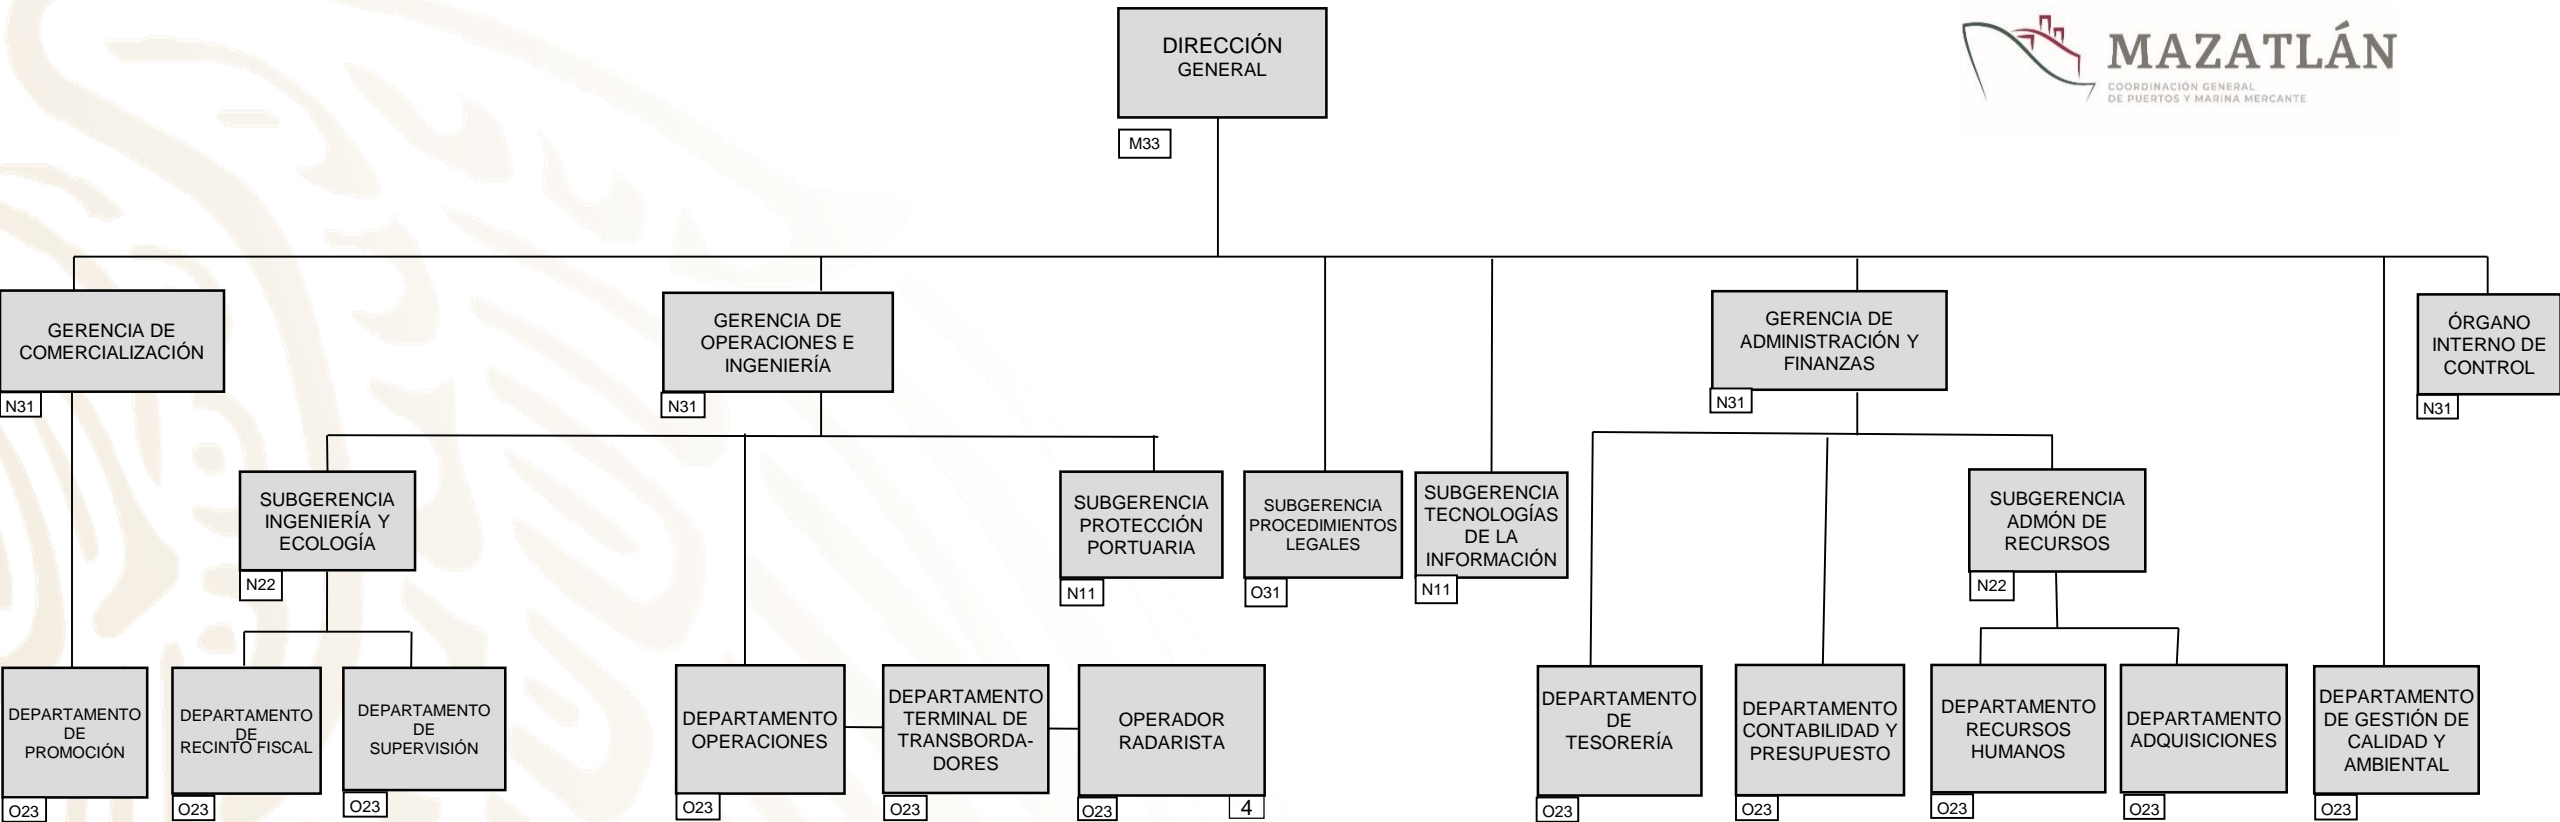 DIRECCIÓN
GENERAL
M33
MAZATLÁN
COORDINACIÓN GENERAL
DE PUERTOS Y MARINA MERCANTE
GERENCIA DE
COMERCIALIZACIÓN
N31
GERENCIA DE
OPERACIONES E
INGENIERÍA
N31
GERENCIA DE
ADMINISTRACIÓN Y
FINANZAS
N31
ÓRGANO
INTERNO DE
CONTROL
N31
SUBGERENCIA
INGENIERÍA Y
ECOLOGÍA
N22
SUBGERENCIA
PROTECCIÓN
PORTUARIA
N11
SUBGERENCIA
PROCEDIMIENTOS
LEGALES
O31
SUBGERENCIA
TECNOLOGÍAS
DE LA
INFORMACIÓN
N11
SUBGERENCIA
ADMÓN DE
RECURSOS
N22
DEPARTAMENTO
DE
PROMOCIÓN
O23
DEPARTAMENTO
DE
RECINTO FISCAL
O23
DEPARTAMENTO
DE
SUPERVISIÓN
O23
DEPARTAMENTO
OPERACIONES
O23
DEPARTAMENTO
TERMINAL DE
TRANSBORDA-
DORES
O23
OPERADOR
RADARISTA
O23
4
DEPARTAMENTO
DE
TESORERÍA
O23
DEPARTAMENTO
CONTABILIDAD Y
PRESUPUESTO
O23
DEPARTAMENTO
RECURSOS
HUMANOS
O23
DEPARTAMENTO
ADQUISICIONES
O23
DEPARTAMENTO
DE GESTIÓN DE
CALIDAD Y
AMBIENTAL
O23